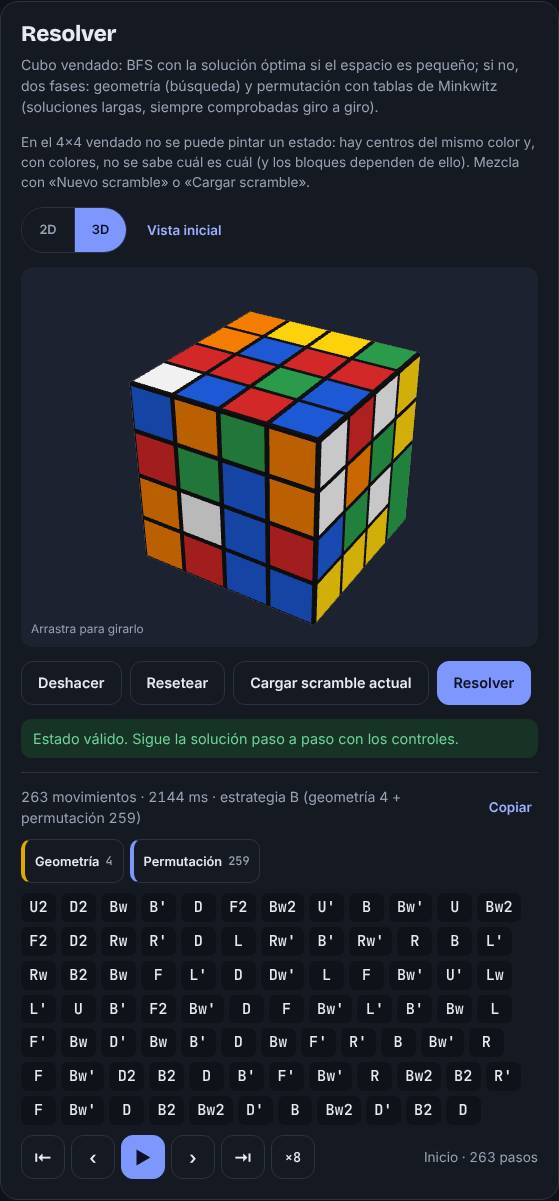 Resolver
Cubo vendado: BFS con la solución óptima si el espacio es pequeño; si no,
dos fases: geometría (búsqueda) y permutación con tablas de Minkwitz
(soluciones largas, siempre comprobadas giro a giro).
En el 4×4 vendado no se puede pintar un estado: hay centros del mismo color y,
con colores, no se sabe cuál es cuál (y los bloques dependen de ello). Mezcla
con «Nuevo scramble» o «Cargar scramble».
2D 3D Vista inicial
Arrastra para girarlo
Deshacer Resetear Cargar scramble actual Resolver
Estado válido. Sigue la solución paso a paso con los controles.
263 movimientos · 2144 ms · estrategia B (geometría 4 +
permutación 259)
Copiar
Geometría 4 Permutación 259
U2 D2 Bw B' D F2 Bw2 U' B Bw' U Bw2
F2 D2 Rw R' D L Rw' B' Rw' R B L'
Rw B2 Bw F L' D Dw' L F Bw' U' Lw
L' U B' F2 Bw' D F Bw' L' B' Bw L
F' Bw D' Bw B' D Bw F' R' B Bw' R
F Bw' D2 B2 D B' F' Bw' R Bw2 B2 R'
F Bw' D B2 Bw2 D' B Bw2 D' B2 D
×8 Inicio · 263 pasos